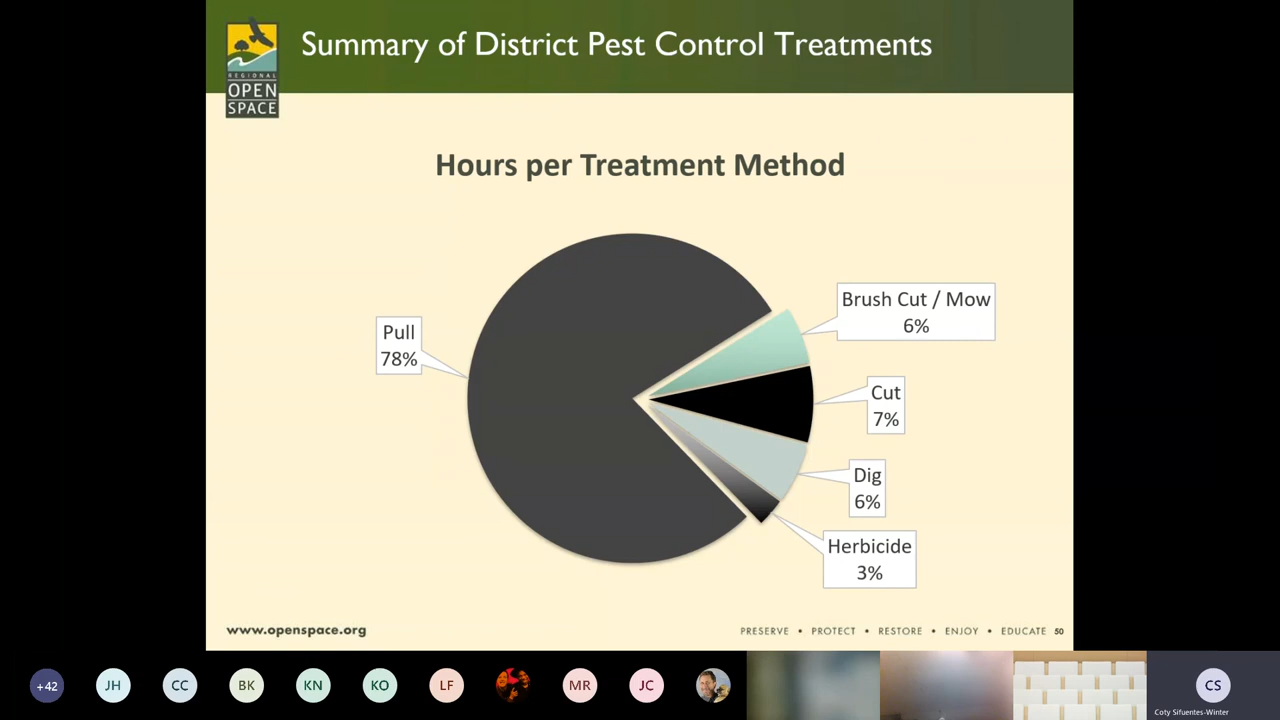 REGIONAL
OPEN
SPACE
Summary of District Pest Control Treatments
Hours per Treatment Method
Pull
78%
Brush Cut / Mow
6%
Cut
7%
Dig
6%
Herbicide
3%
www.openspace.org
PRESERVE • PROTECT • RESTORE • ENJOY • EDUCATE 50
+42
JH
CC
BK
KN
KO
LF
MR
JC
CS
Coty Sifuentes-Winter